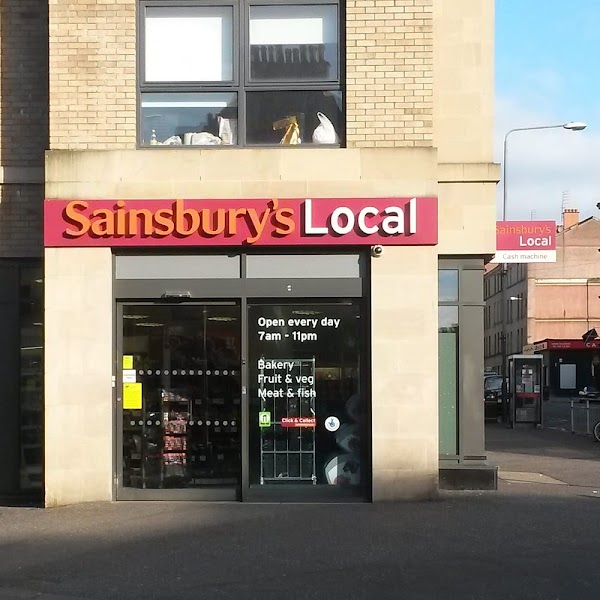 Sainsbury's Local
Sainsbury's
Local
Cash machine
Open every day
7am - 11pm
Bakery
Fruit & veg
Meat & fish
Click & Collect